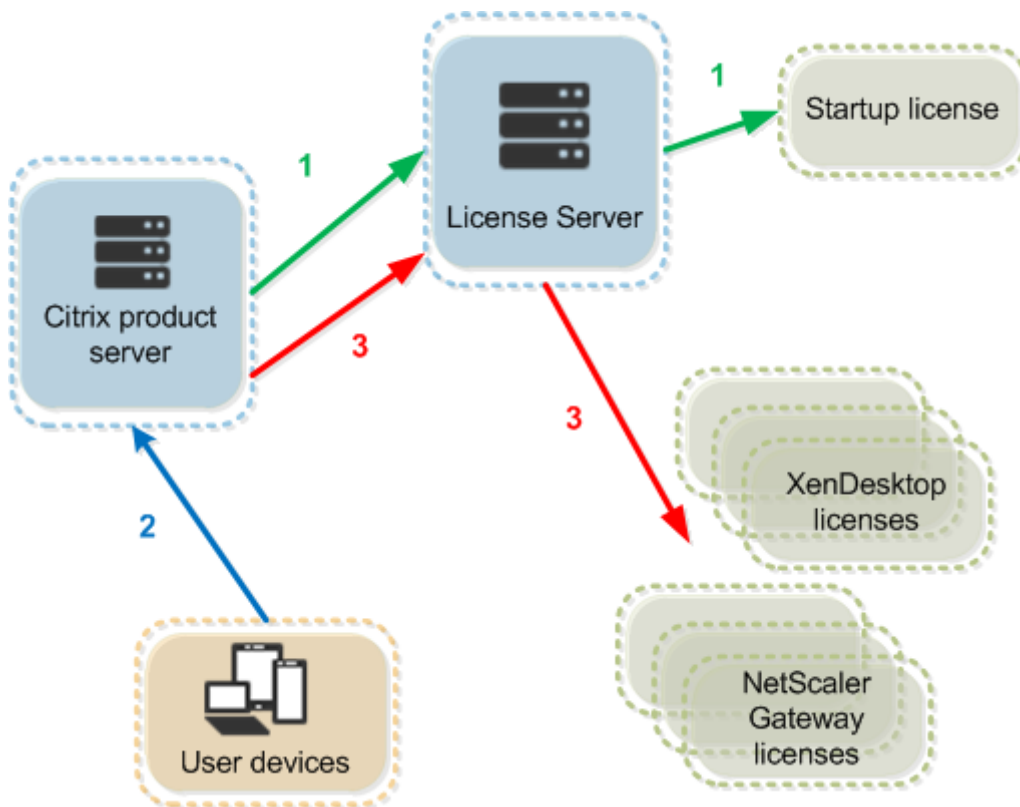 1
Startup license
1
License Server
Citrix product
server
3
3
XenDesktop
licenses
2
NetScaler
Gateway
licenses
User devices